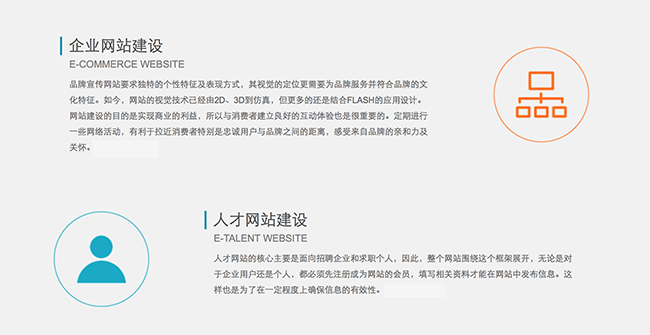 企业网站建设
E-COMMERCE WEBSITE
品牌宣传网站要求独特的个性特征及表现方式，其视觉的定位更需要为品牌服务并符合品牌的文
化特征。如今，网站的视觉技术已经由2D、3D到仿真，但更多的还是结合FLASH的应用设计。
网站建设的目的是实现商业的利益，所以与消费者建立良好的互动体验也是很重要的。定期进行
一些网络活动，有利于拉近消费者特别是忠诚用户与品牌之间的距离，感受来自品牌的亲和力及
关怀。
人才网站建设
E-TALENT WEBSITE
人才网站的核心主要是面向招聘企业和求职个人，因此，整个网站围绕这个框架展开，无论是对
于企业用户还是个人，都必须先注册成为网站的会员，填写相关资料才能在网站中发布信息。这
样也是为了在一定程度上确保信息的有效性。